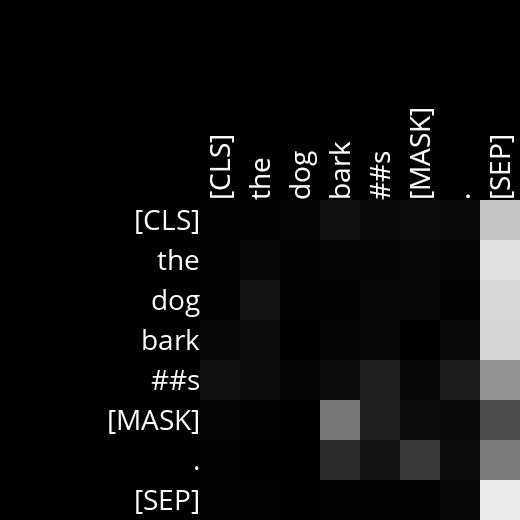 [CLS] the dog bark ##s [MASK] . [SEP]
[CLS]
the
dog
bark
##s
[MASK]
.
[SEP]